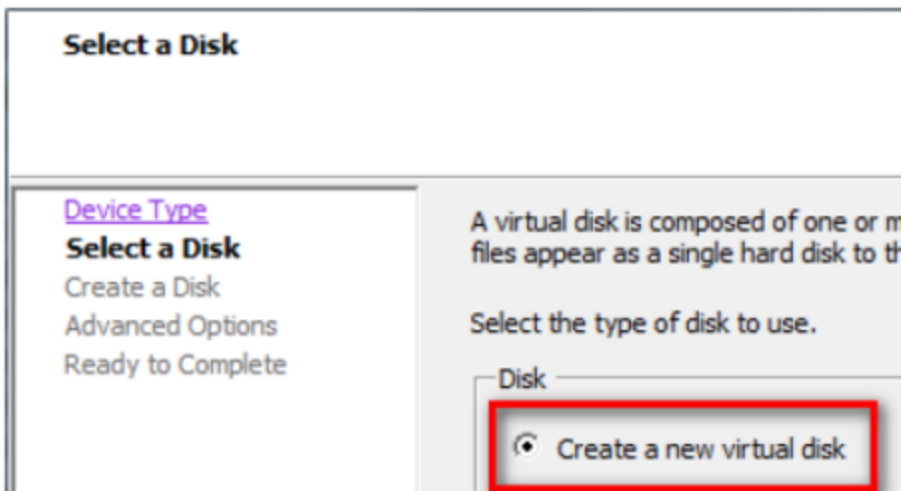 Select a Disk
Device Type
Select a Disk
Create a Disk
Advanced Options
Ready to Complete
A virtual disk is composed of one or
files appear as a single hard disk to
Select the type of disk to use.
Disk
Create a new virtual disk